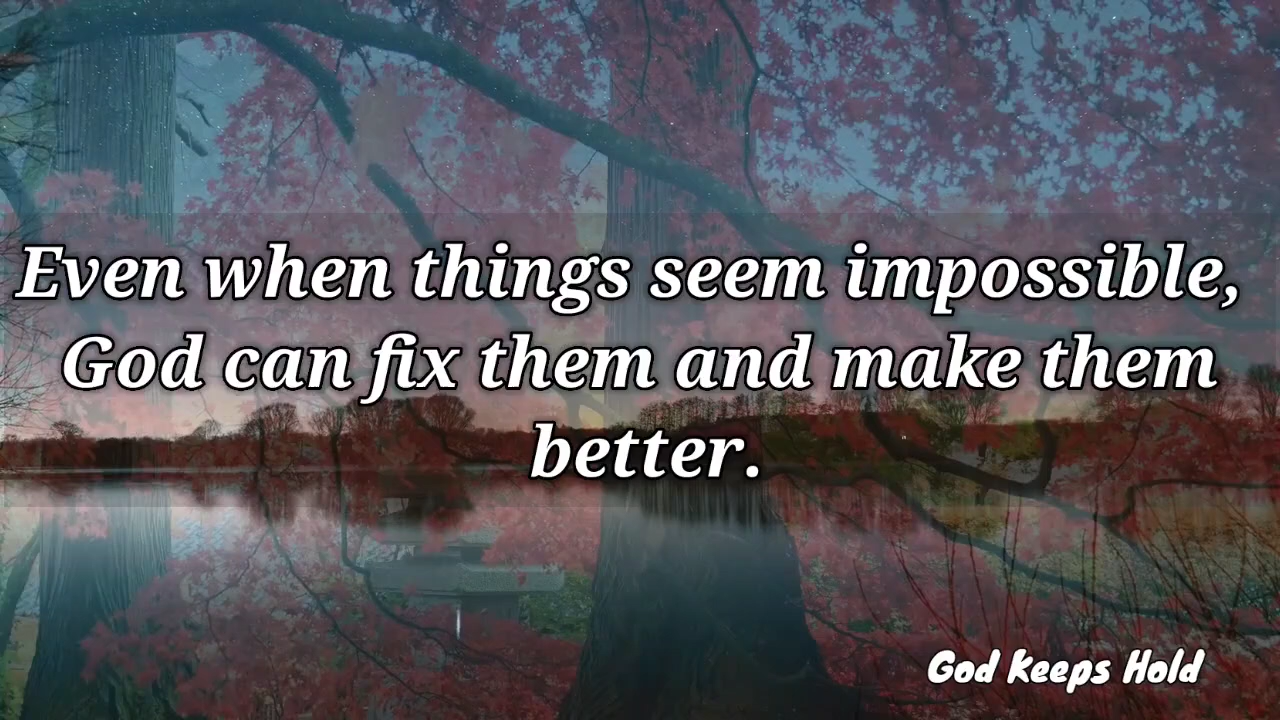 Even when things seem impossible,
God can fix them and make them
better.
God Keeps Hold